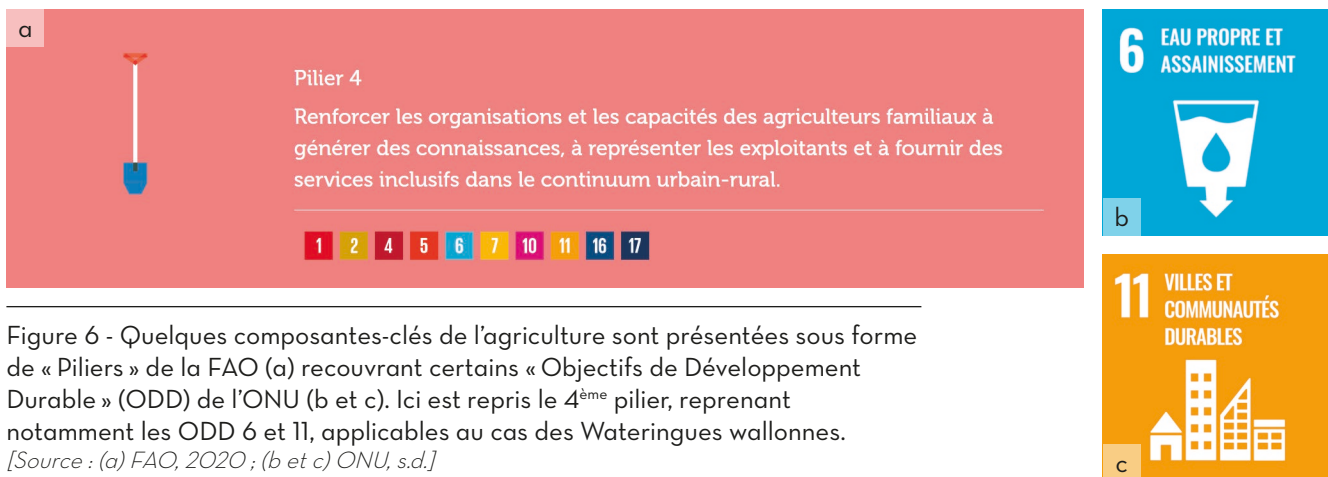 a
Pilier 4
Renforcer les organisations et les capacités des agriculteurs familiaux à
générer des connaissances, à représenter les exploitants et à fournir des
services inclusifs dans le continuum urbain-rural.
1 2 4 5 6 7 10 11 16 17
6 EAU PROPRE ET
ASSAINISSEMENT
b
11 VILLES ET
COMMUNAUTÉS
DURABLES
c
Figure 6 - Quelques composantes-clés de l'agriculture sont présentées sous forme
de « Piliers » de la FAO (a) recouvrant certains « Objectifs de Développement
Durable » (ODD) de l'ONU (b et c). Ici est repris le 4ème pilier, reprenant
notamment les ODD 6 et 11, applicables au cas des Wateringues wallonnes.
[Source : (a) FAO, 2020 ; (b et c) ONU, s.d.]